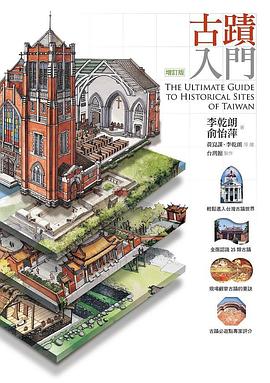 古蹟
入門
增訂版
THE ULTIMATE GUIDE
TO HISTORICAL SITES
OF TAIWAN
李乾朗
俞怡萍 著
黃崑謀・李乾朗 繪
台灣館 製作
輕鬆進入台灣古蹟世界
全面認識25類古蹟
現場觀察古蹟的要訣
古蹟必遊點專家評介